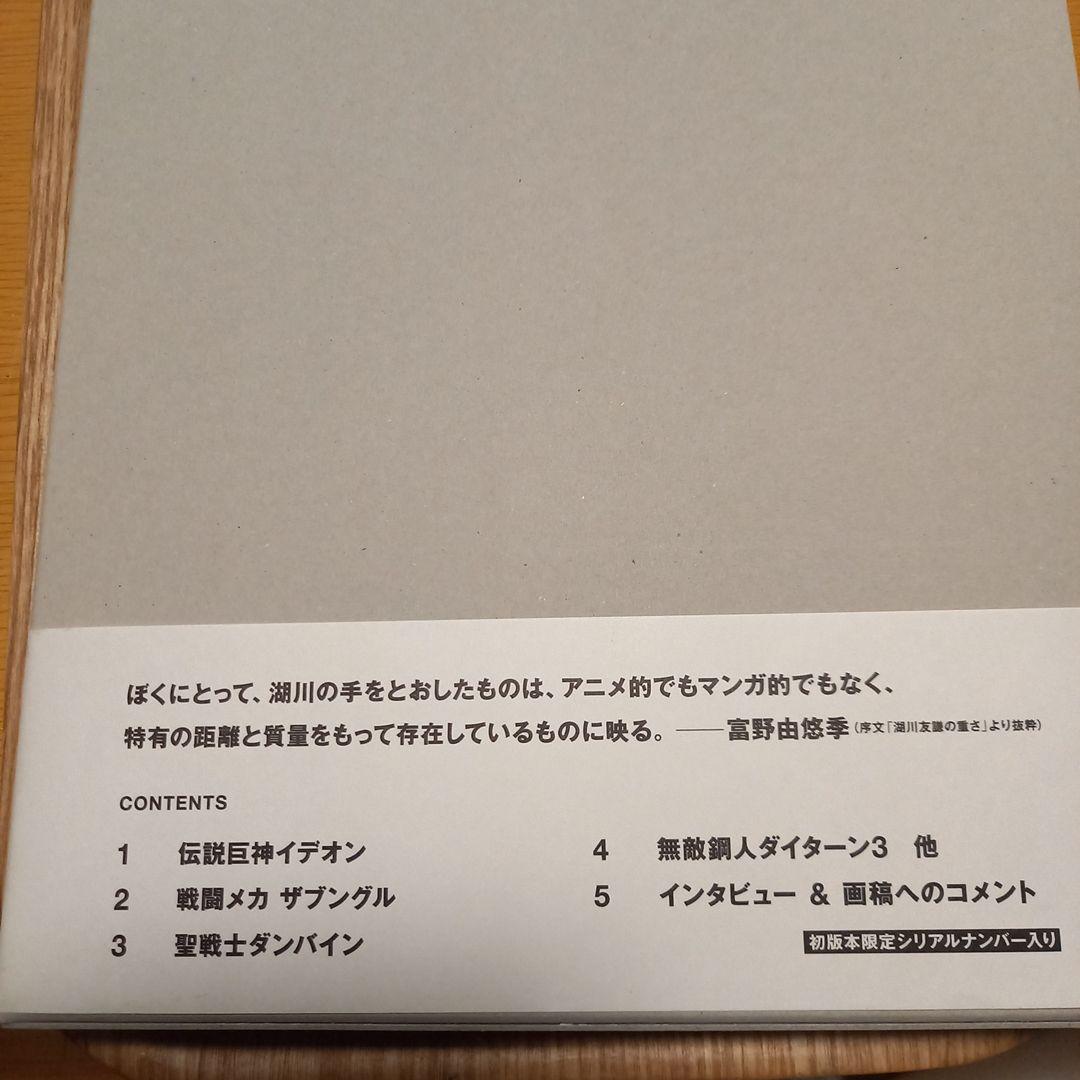 ぼくにとって、湖川の手をとおしたものは、アニメ的でもマンガ的でもなく、
特有の距離と質量をもって存在しているものに映る。——富野由悠季（序文「湖川友謙の重さ」より抜粋）
CONTENTS
1 伝説巨神イデオン
2 戦闘メカ ザブングル
3 聖戦士ダンバイン
4 無敵鋼人ダイターン3 他
5 インタビュー & 画稿へのコメント
初版本限定シリアルナンバー入り